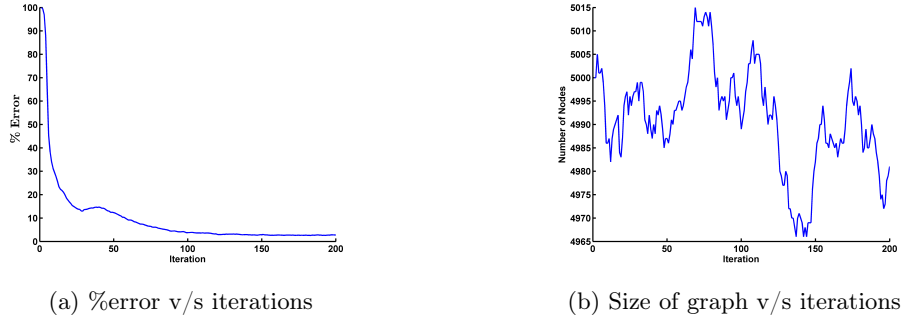 100
90
80
70
60
50
40
30
20
10
0
% Error
0 50 100 150 200
Iteration
(a) %error v/s iterations
5015
5010
5005
5000
4995
4990
4985
4980
4975
4970
4965
Number of Nodes
0 50 100 150 200
Iteration
(b) Size of graph v/s iterations